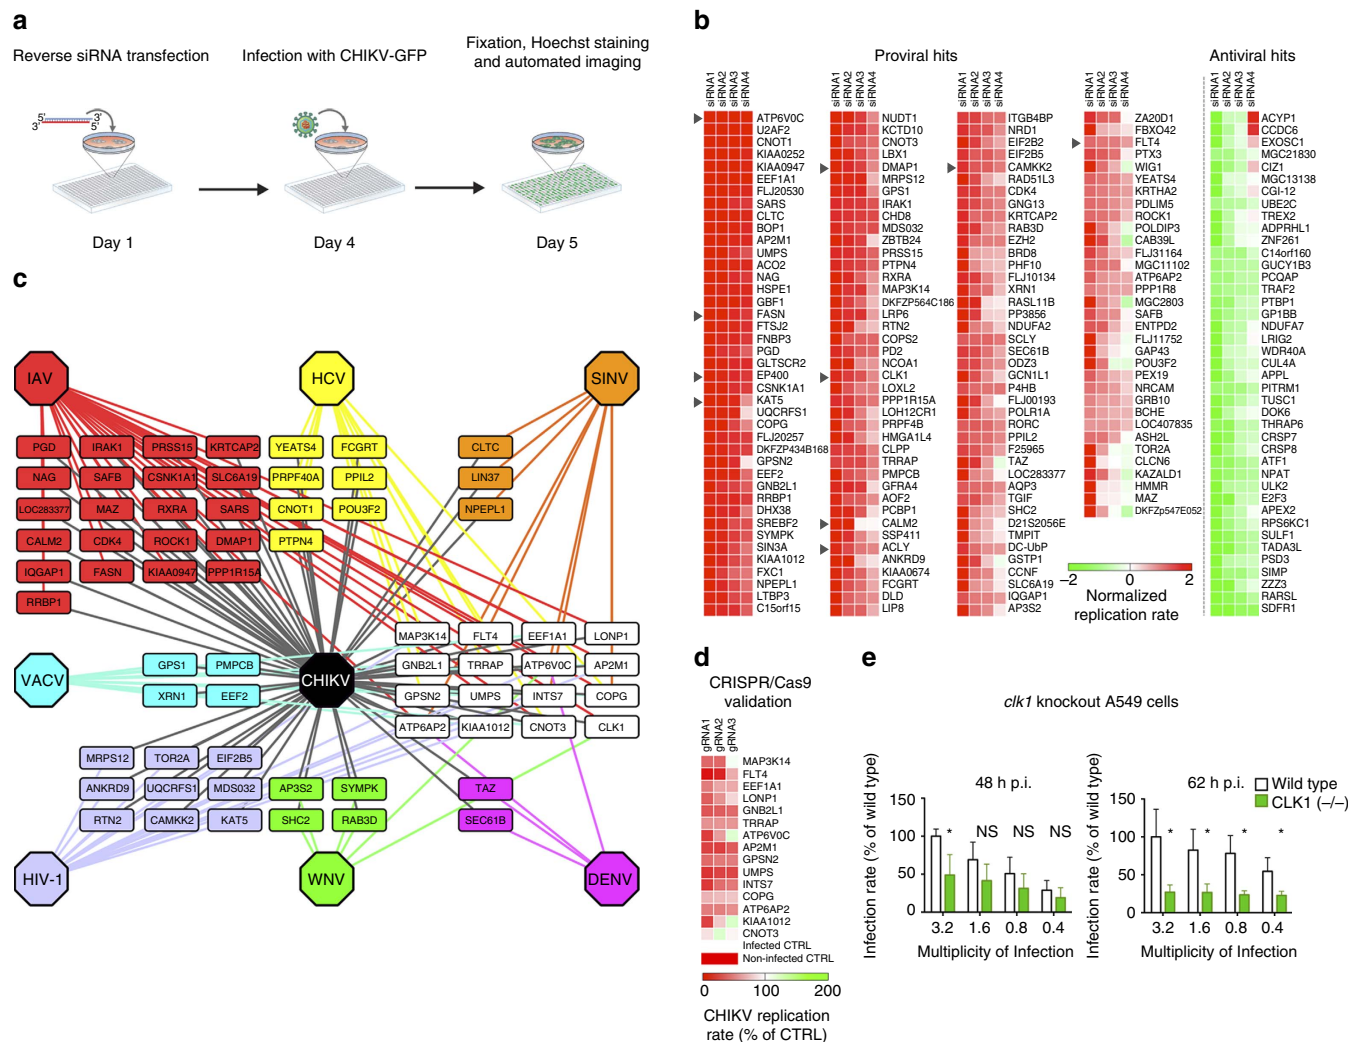 a
Reverse siRNA transfection
Infection with CHIKV-GFP
Fixation, Hoechst staining
and automated imaging
5′
3′
3′
5′
Day 1
Day 4
Day 5
b
Proviral hits
Antiviral hits
siRNA1
siRNA2
siRNA3
siRNA4
ATP6V0C
U2AF2
CNOT1
KIAA0252
KIAA0947
EEF1A1
FLJ20530
SARS
CLTC
BOP1
AP2M1
UMPS
ACO2
NAG
HSPE1
GBF1
FASN
FTSJ2
FNBP3
PGD
GLTSCR2
EP400
CSNK1A1
KAT5
UQCRFS1
COPG
FLJ20257
DKFZP434B168
GPSN2
EEF2
GNB2L1
RRBP1
DHX38
SREBF2
SYMPK
SIN3A
KIAA1012
FXC1
NPEPL1
LTBP3
C15orf15
siRNA1
siRNA2
siRNA3
siRNA4
NUDT1
KCTD10
CNOT3
LBX1
DMAP1
MRPS12
GPS1
IRAK1
CHD8
MDS032
ZBTB24
PRSS15
PTPN4
RXRA
MAP3K14
DKFZP564C186
LRP6
RTN2
COPS2
PD2
NCOA1
CLK1
LOXL2
PPP1R15A
LOH12CR1
PRPF4B
HMGA1L4
CLPP
TRRAP
PMPCB
GFRA4
AOF2
PCBP1
CALM2
SSP411
ACLY
ANKRD9
KIAA0674
FCGRT
DLD
LIP8
siRNA1
siRNA2
siRNA3
siRNA4
ITGB4BP
NRD1
EIF2B2
EIF2B5
CAMKK2
RAD51L3
CDK4
GNG13
KRTCAP2
RAB3D
EZH2
BRD8
PHF10
FLJ10134
XRN1
RASL11B
PP3856
NDUFA2
SCLY
SEC61B
ODZ3
GCN1L1
P4HB
FLJ00193
POLR1A
RORC
PPIL2
F25965
TAZ
LOC283377
AQP3
TGIF
SHC2
D21S2056E
TMPIT
DC-UbP
GSTP1
CCNF
SLC6A19
IQGAP1
AP3S2
siRNA1
siRNA2
siRNA3
siRNA4
ZA20D1
FBXO42
FLT4
PTX3
WIG1
YEATS4
KRTHA2
PDLIM5
ROCK1
POLDIP3
CAB39L
FLJ31164
MGC11102
ATP6AP2
PPP1R8
MGC2803
SAFB
ENTPD2
FLJ11752
GAP43
POU3F2
PEX19
NRCAM
GRB10
BCHE
LOC407835
ASH2L
TOR2A
CLCN6
KAZALD1
HMMR
MAZ
DKFZp547E052
siRNA1
siRNA2
siRNA3
siRNA4
ACYP1
CCDC6
EXOSC1
MGC21830
CIZ1
MGC13138
CGI-12
UBE2C
TREX2
ADPRHL1
ZNF261
C14orf160
GUCY1B3
PCQAP
TRAF2
PTBP1
GP1BB
NDUFA7
LRIG2
WDR40A
CUL4A
APPL
PITRM1
TUSC1
DOK6
THRAP6
CRSP7
CRSP8
ATF1
NPAT
ULK2
E2F3
APEX2
RPS6KC1
SULF1
TADA3L
PSD3
SIMP
ZZZ3
RARSL
SDFR1
−2
0
2
Normalized
replication rate
c
IAV
HCV
SINV
PGD
IRAK1
PRSS15
KRTCAP2
NAG
SAFB
CSNK1A1
SLC6A19
LOC283377
MAZ
RXRA
SARS
CALM2
CDK4
ROCK1
DMAP1
IQGAP1
FASN
KIAA0947
PPP1R15A
RRBP1
YEATS4
FCGRT
PRPF40A
PPIL2
CNOT1
POU3F2
PTPN4
CLTC
LIN37
NPEPL1
VACV
GPS1
PMPCB
XRN1
EEF2
CHIKV
MAP3K14
FLT4
EEF1A1
LONP1
GNB2L1
TRRAP
ATP6V0C
AP2M1
GPSN2
UMPS
INTS7
COPG
ATP6AP2
KIAA1012
CNOT3
CLK1
MRPS12
TOR2A
EIF2B5
ANKRD9
UQCRFS1
MDS032
RTN2
CAMKK2
KAT5
AP3S2
SYMPK
SHC2
RAB3D
TAZ
SEC61B
HIV-1
WNV
DENV
d
CRISPR/Cas9
validation
gRNA1
gRNA2
gRNA3
MAP3K14
FLT4
EEF1A1
LONP1
GNB2L1
TRRAP
ATP6V0C
AP2M1
GPSN2
UMPS
INTS7
COPG
ATP6AP2
KIAA1012
CNOT3
Infected CTRL
Non-infected CTRL
0
100
200
CHIKV replication
rate (% of CTRL)
e
clk1 knockout A549 cells
48 h p.i.
Infection rate (% of wild type)
150
100
50
0
*
NS
NS
NS
3.2
1.6
0.8
0.4
Multiplicity of Infection
62 h p.i.
Wild type
CLK1 (−/−)
Infection rate (% of wild type)
150
100
50
0
*
*
*
*
3.2
1.6
0.8
0.4
Multiplicity of Infection